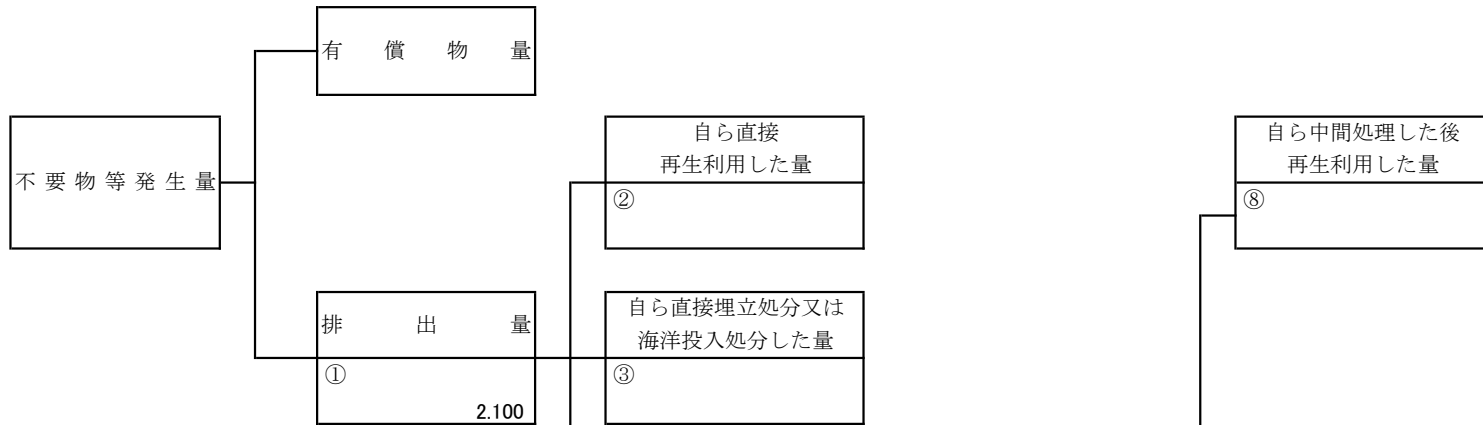 有償物量
不要物等発生量
自ら直接
再生利用した量
②
自ら中間処理した後
再生利用した量
⑧
排出量
①
2.100
自ら直接埋立処分又は
海洋投入処分した量
③